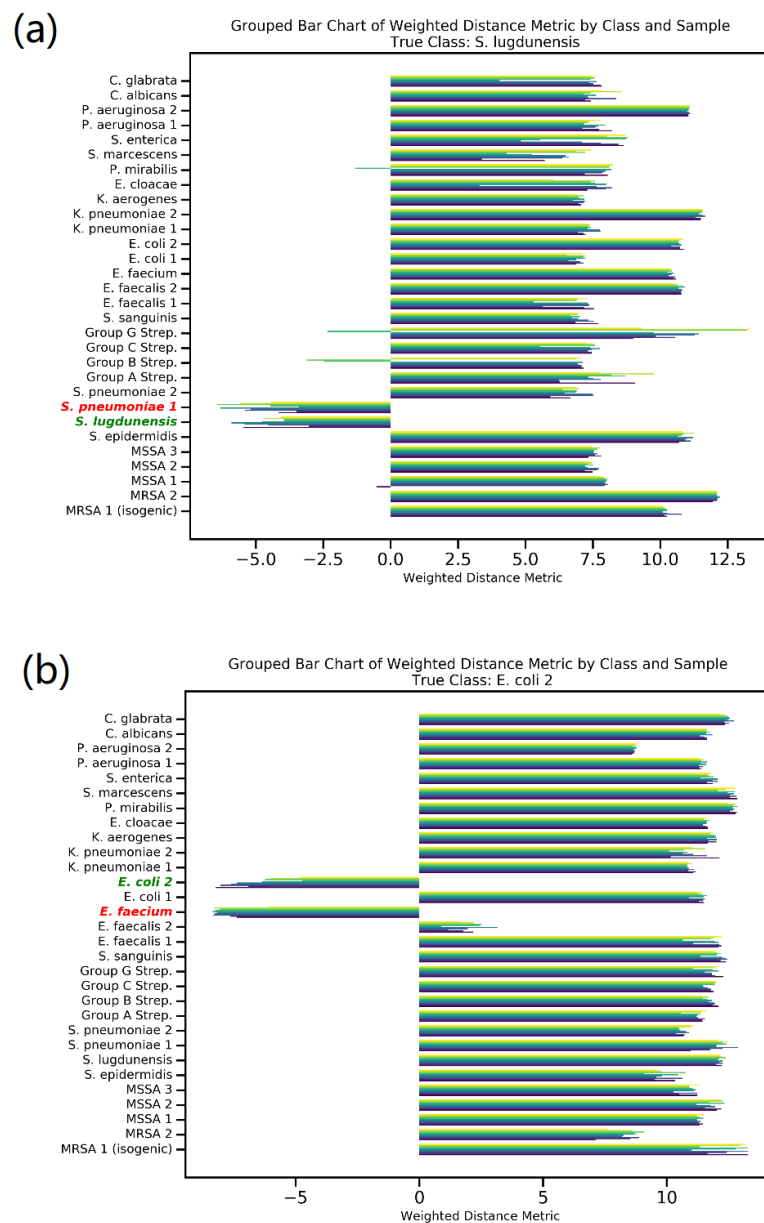 (a)
Grouped Bar Chart of Weighted Distance Metric by Class and Sample
True Class: S. lugdunensis
C. glabrata
C. albicans
P. aeruginosa 2
P. aeruginosa 1
S. enterica
S. marcescens
P. mirabilis
E. cloacae
K. aerogenes
K. pneumoniae 2
K. pneumoniae 1
E. coli 2
E. coli 1
E. faecium
E. faecalis 2
E. faecalis 1
S. sanguinis
Group G Strep.
Group C Strep.
Group B Strep.
Group A Strep.
S. pneumoniae 2
S. pneumoniae 1
S. lugdunensis
S. epidermidis
MSSA 3
MSSA 2
MSSA 1
MRSA 2
MRSA 1 (isogenic)
−5.0 −2.5 0.0 2.5 5.0 7.5 10.0 12.5
Weighted Distance Metric
(b)
Grouped Bar Chart of Weighted Distance Metric by Class and Sample
True Class: E. coli 2
C. glabrata
C. albicans
P. aeruginosa 2
P. aeruginosa 1
S. enterica
S. marcescens
P. mirabilis
E. cloacae
K. aerogenes
K. pneumoniae 2
K. pneumoniae 1
E. coli 2
E. coli 1
E. faecium
E. faecalis 2
E. faecalis 1
S. sanguinis
Group G Strep.
Group C Strep.
Group B Strep.
Group A Strep.
S. pneumoniae 2
S. pneumoniae 1
S. lugdunensis
S. epidermidis
MSSA 3
MSSA 2
MSSA 1
MRSA 2
MRSA 1 (isogenic)
−5 0 5 10
Weighted Distance Metric